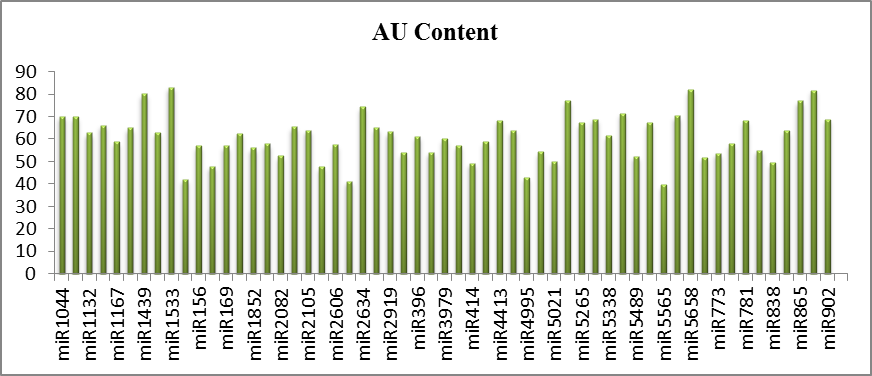 AU Content
90
80
70
60
50
40
30
20
10
0
miR1044
miR1132
miR1167
miR1439
miR1533
miR156
miR169
miR1852
miR2082
miR2105
miR2606
miR2634
miR2919
miR396
miR3979
miR414
miR4413
miR4995
miR5021
miR5265
miR5338
miR5489
miR5565
miR5658
miR773
miR781
miR838
miR865
miR902